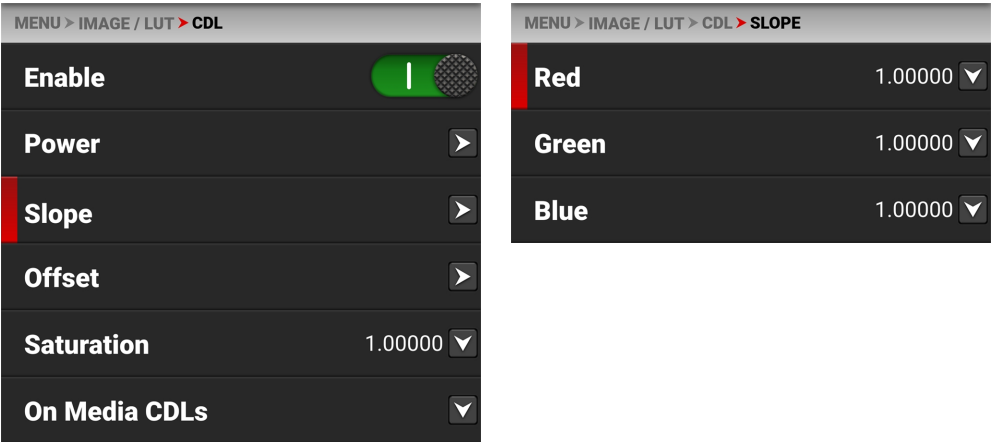 MENU > IMAGE / LUT > CDL
Enable
Power
Slope
Offset
Saturation 1.00000
On Media CDLs
MENU > IMAGE / LUT > CDL > SLOPE
Red 1.00000
Green 1.00000
Blue 1.00000